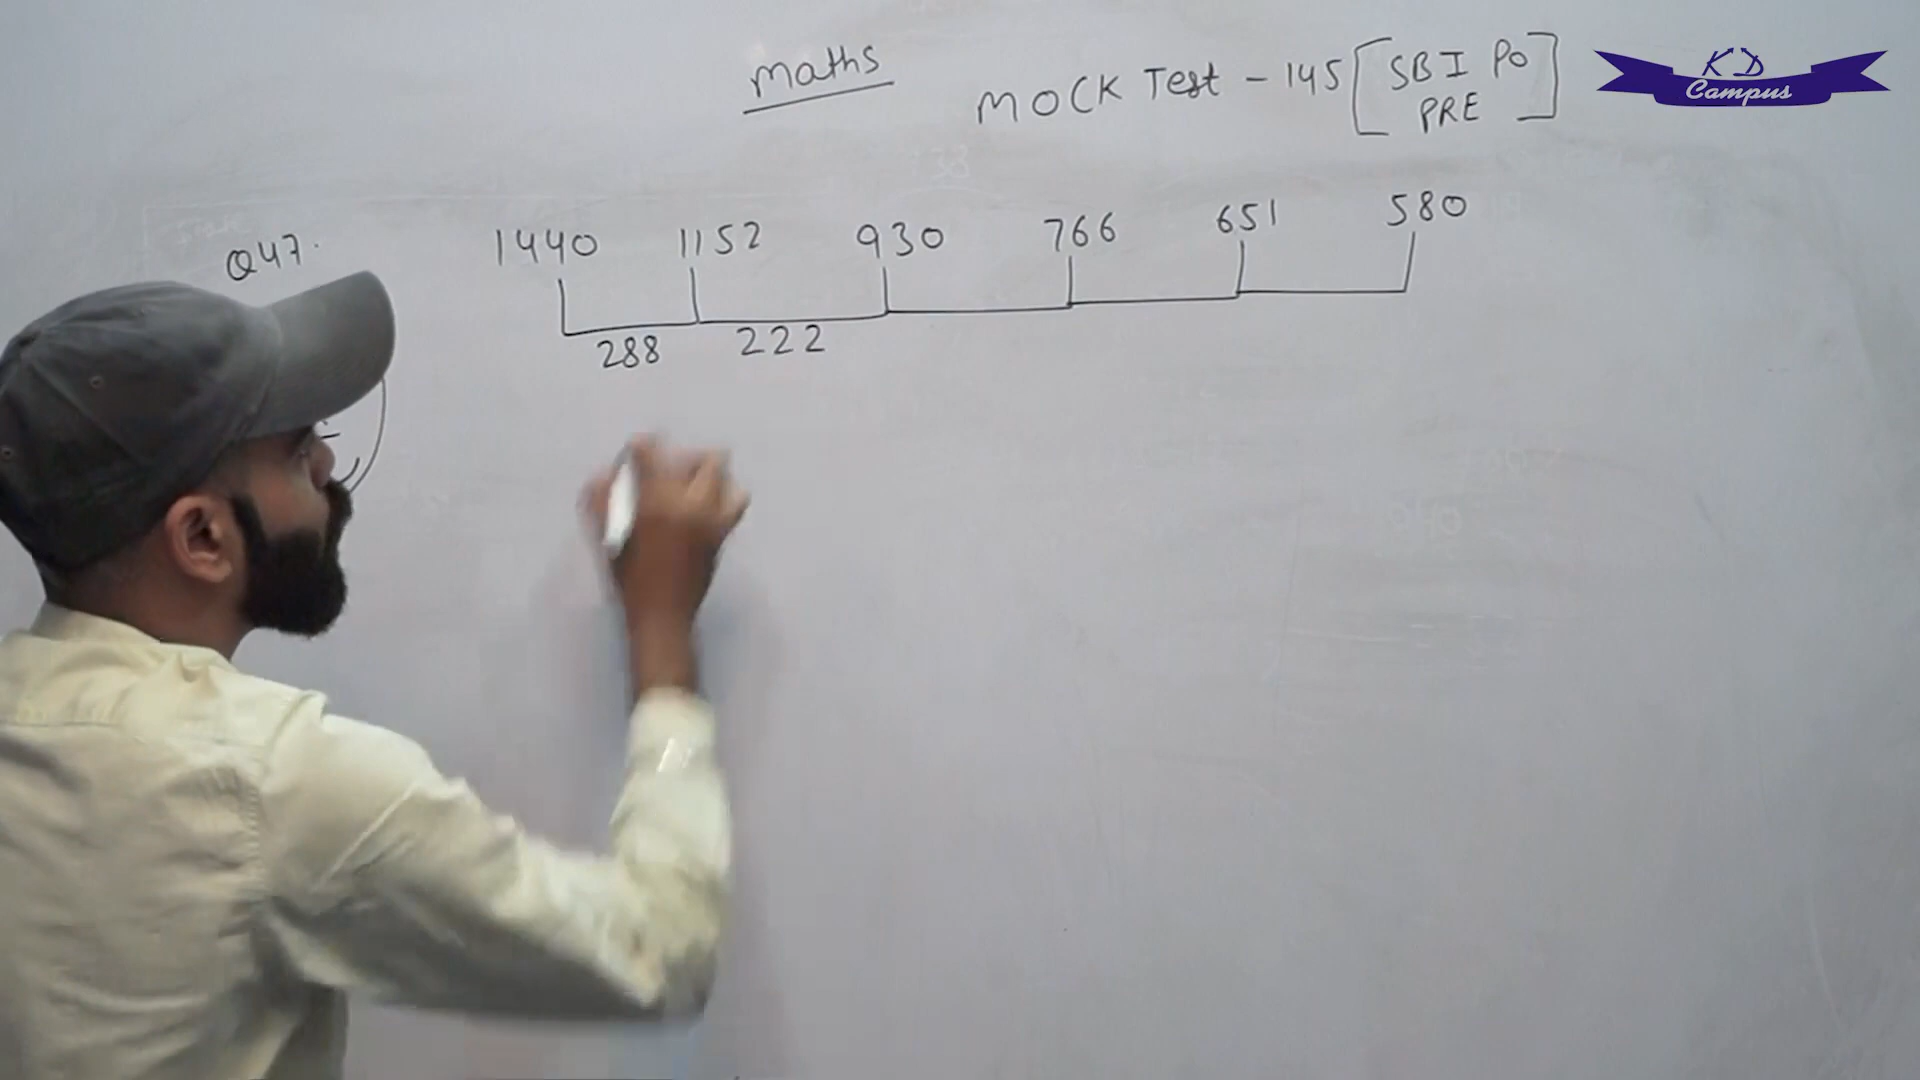 maths
MOCK Test - 145 [SBI PO
PRE]
KD
Campus
Q47.
1440 1152 930 766 651 580
288 222